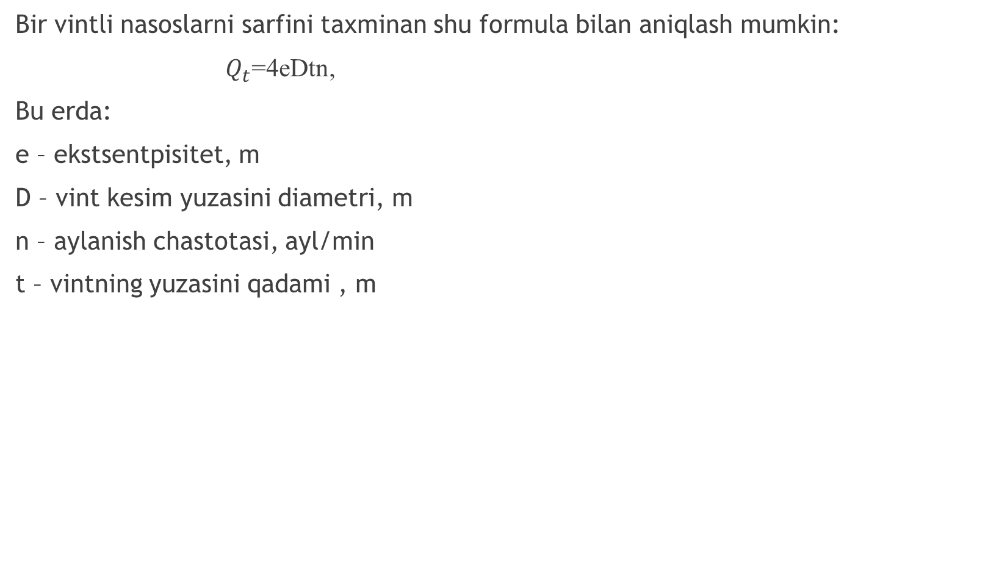 Bir vintli nasoslarni sarfini taxminan shu formula bilan aniqlash mumkin:
Qₜ=4eDtn,
Bu erda:
e – ekstsentpisitet, m
D – vint kesim yuzasini diametri, m
n – aylanish chastotasi, ayl/min
t – vintning yuzasini qadami , m